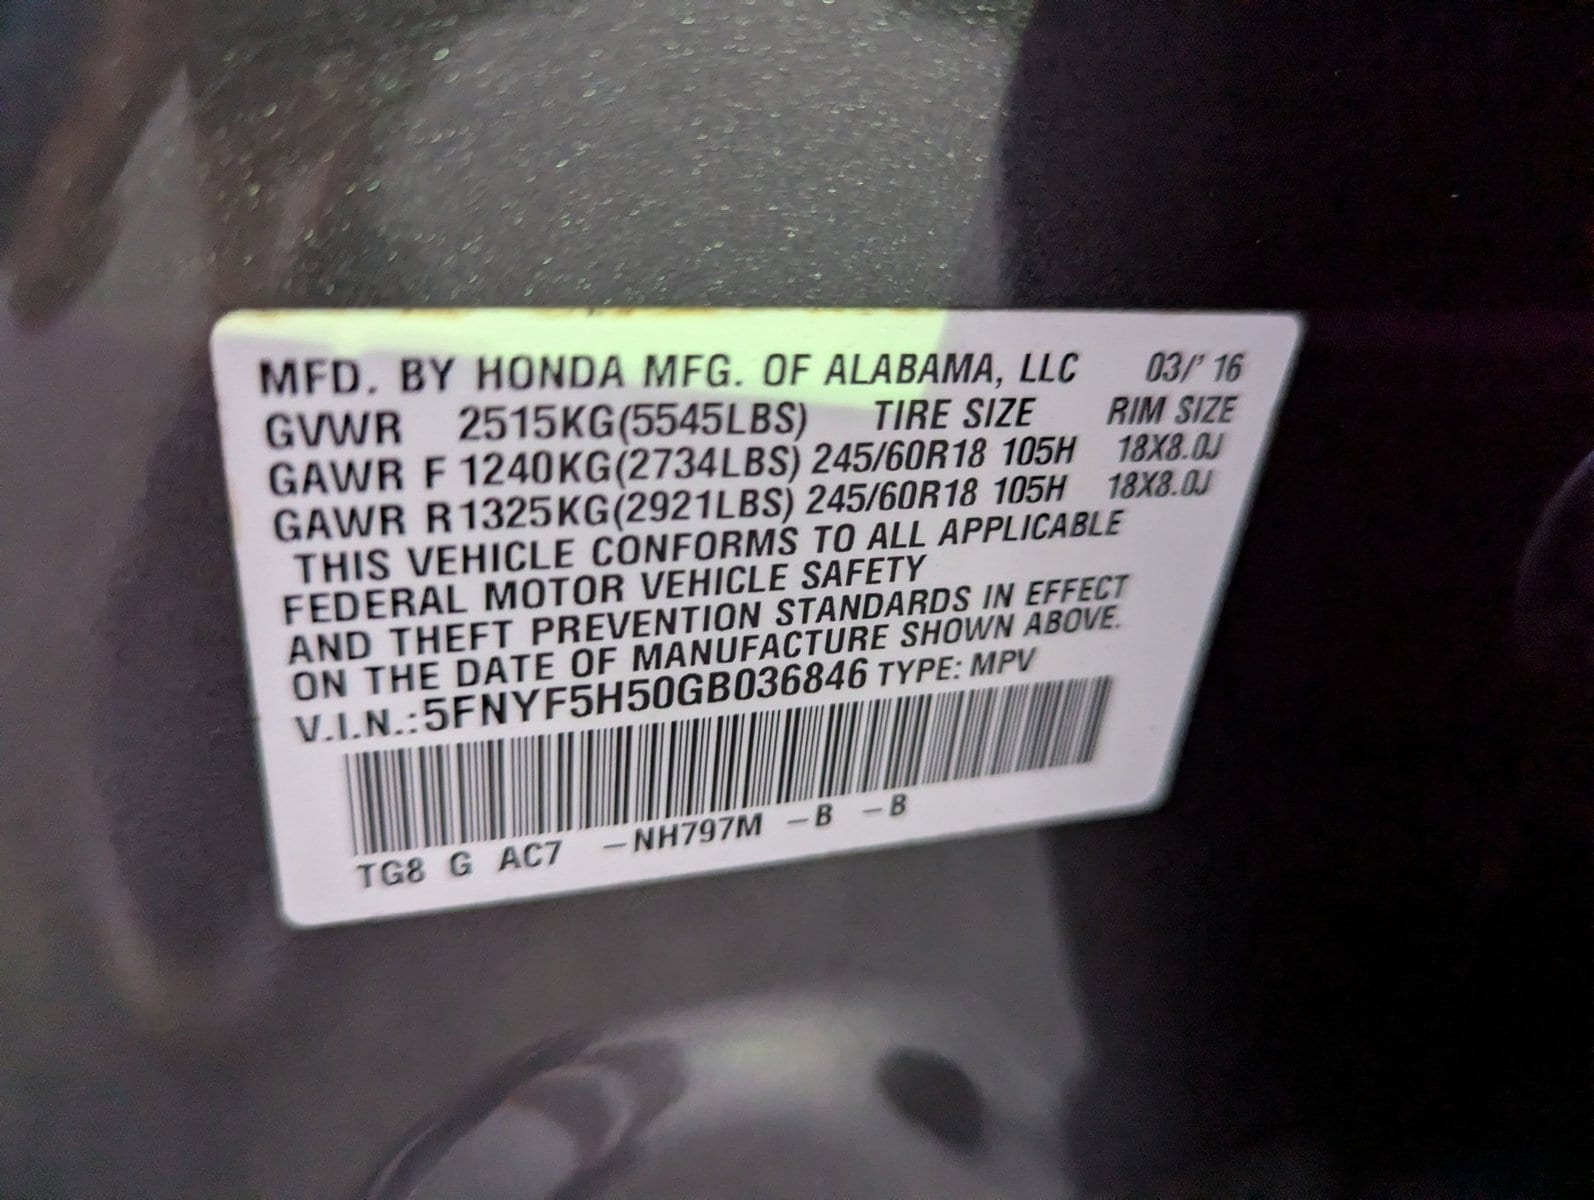 MFD. BY HONDA MFG. OF ALABAMA, LLC 03/' 16
GVWR 2515KG(5545LBS) TIRE SIZE RIM SIZE
GAWR F 1240KG(2734LBS) 245/60R18 105H 18X8.0J
GAWR R 1325KG(2921LBS) 245/60R18 105H 18X8.0J
THIS VEHICLE CONFORMS TO ALL APPLICABLE
FEDERAL MOTOR VEHICLE SAFETY
AND THEFT PREVENTION STANDARDS IN EFFECT
ON THE DATE OF MANUFACTURE SHOWN ABOVE.
V.I.N.: 5FNYF5H50GB036846 TYPE: MPV
TG8 G AC7 –NH797M –B –B